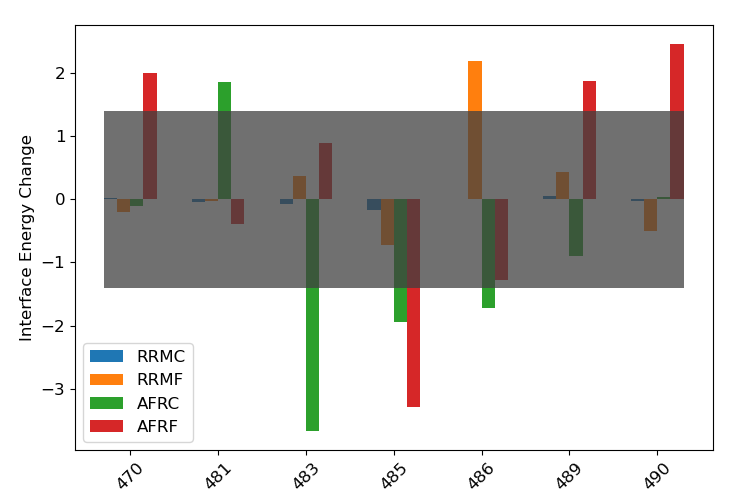 Interface Energy Change
2
1
0
−1
−2
−3
RRMC
RRMF
AFRC
AFRF
470
481
483
485
486
489
490